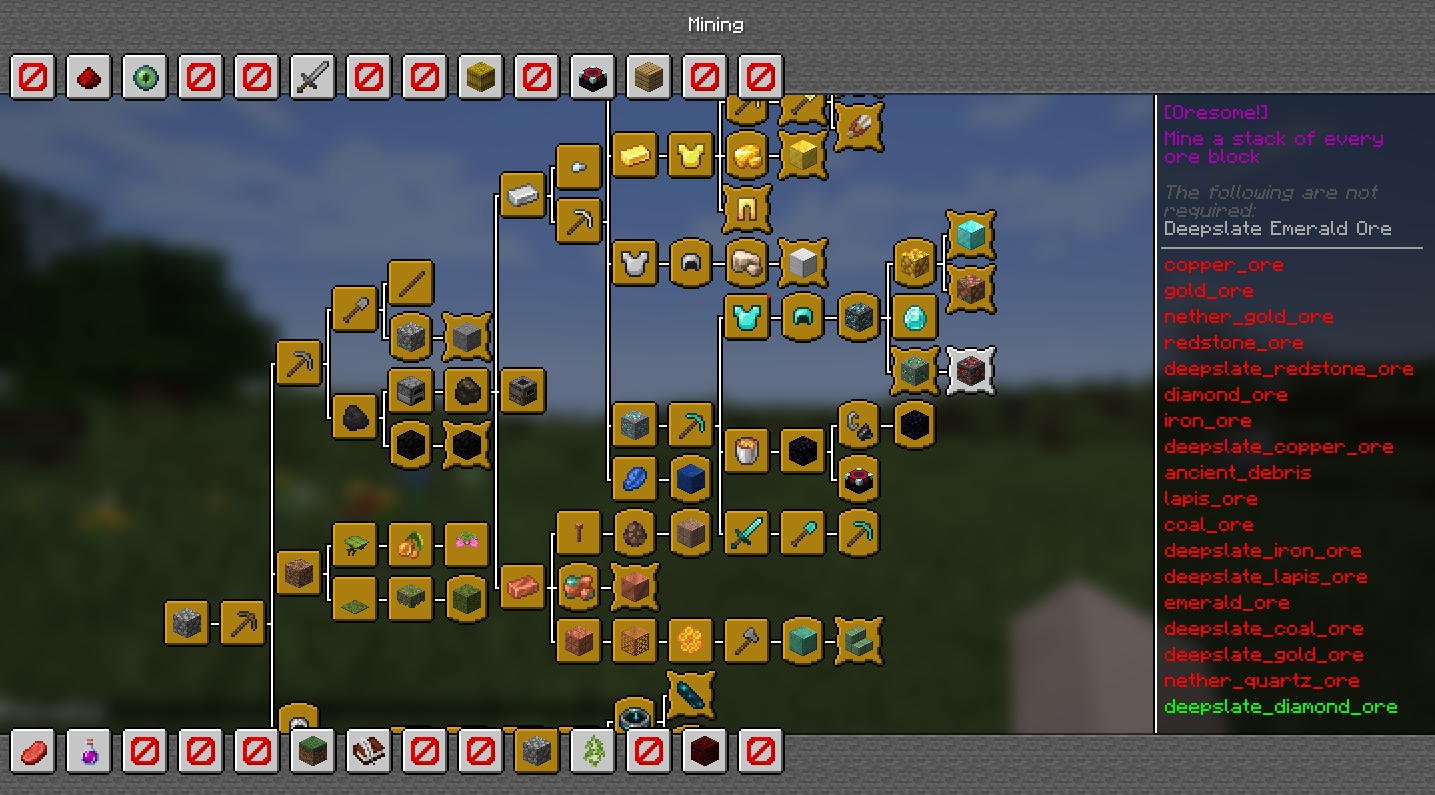 Mining
[Oresome!]
Mine a stack of every
ore block
The following are not
required:
Deepslate Emerald Ore
copper_ore
gold_ore
nether_gold_ore
redstone_ore
deepslate_redstone_ore
diamond_ore
iron_ore
deepslate_copper_ore
ancient_debris
lapis_ore
coal_ore
deepslate_iron_ore
deepslate_lapis_ore
emerald_ore
deepslate_coal_ore
deepslate_gold_ore
nether_quartz_ore
deepslate_diamond_ore